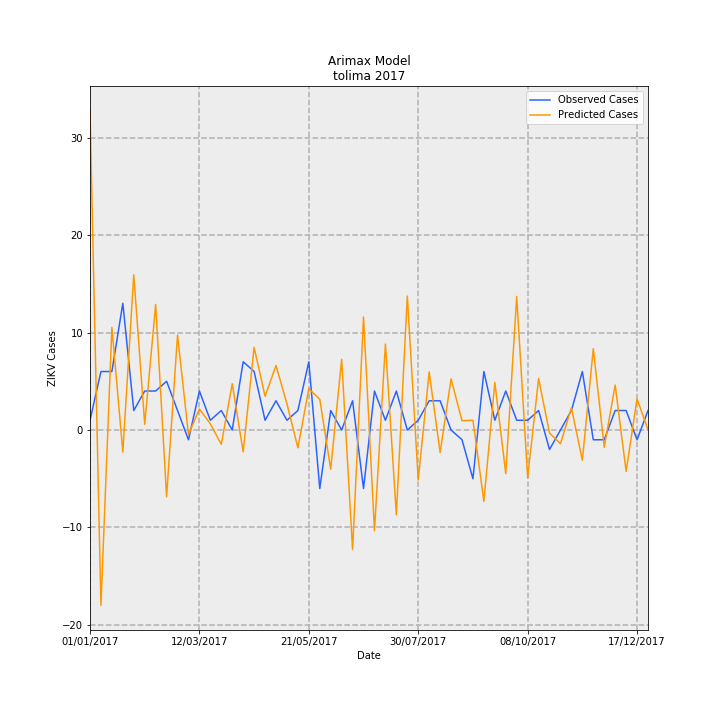 Arimax Model
tolima 2017
Observed Cases
Predicted Cases
30
20
10
0
−10
−20
ZIKV Cases
01/01/2017 12/03/2017 21/05/2017 30/07/2017 08/10/2017 17/12/2017
Date